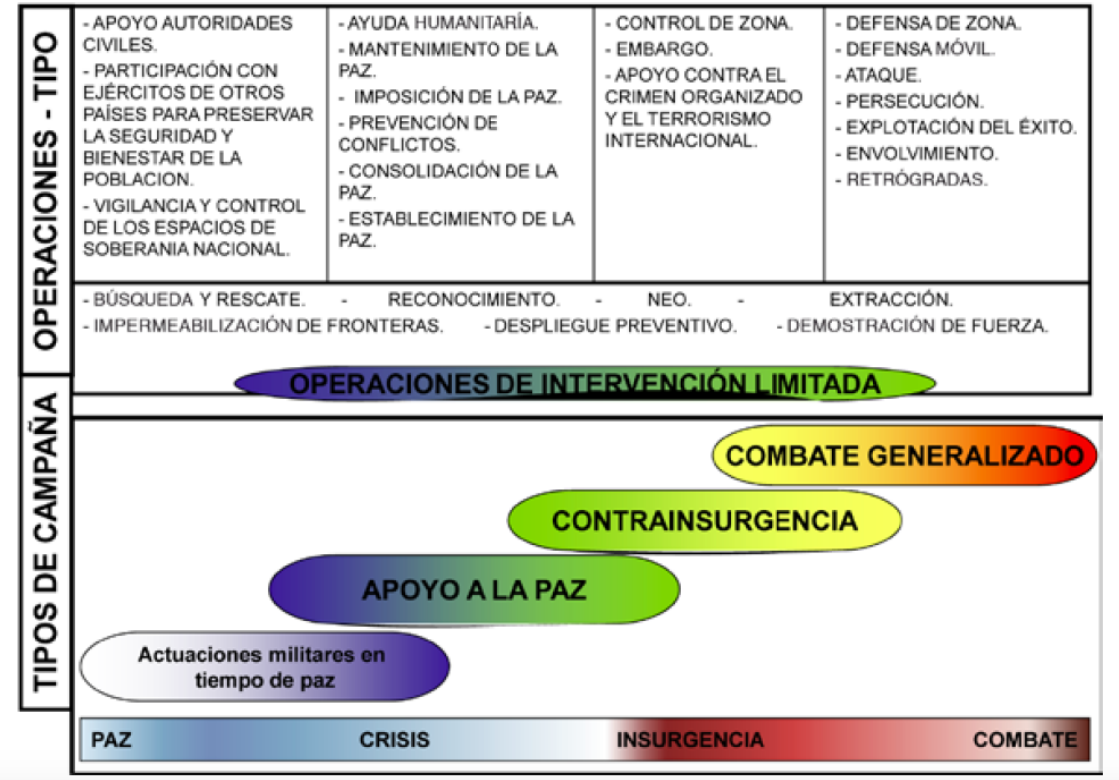 OPERACIONES - TIPO
- APOYO AUTORIDADES
CIVILES.
- PARTICIPACIÓN CON
EJÉRCITOS DE OTROS
PAÍSES PARA PRESERVAR
LA SEGURIDAD Y
BIENESTAR DE LA
POBLACION.
- VIGILANCIA Y CONTROL
DE LOS ESPACIOS DE
SOBERANIA NACIONAL.
- AYUDA HUMANITARÍA.
- MANTENIMIENTO DE LA
PAZ.
- IMPOSICIÓN DE LA PAZ.
- PREVENCIÓN DE
CONFLICTOS.
- CONSOLIDACIÓN DE LA
PAZ.
- ESTABLECIMIENTO DE LA
PAZ.
- CONTROL DE ZONA.
- EMBARGO.
- APOYO CONTRA EL
CRIMEN ORGANIZADO
Y EL TERRORISMO
INTERNACIONAL.
- DEFENSA DE ZONA.
- DEFENSA MÓVIL.
- ATAQUE.
- PERSECUCIÓN.
- EXPLOTACIÓN DEL ÉXITO.
- ENVOLVIMIENTO.
- RETRÓGRADAS.
- BÚSQUEDA Y RESCATE. - RECONOCIMIENTO. - NEO. - EXTRACCIÓN.
- IMPERMEABILIZACIÓN DE FRONTERAS. - DESPLIEGUE PREVENTIVO. - DEMOSTRACIÓN DE FUERZA.
OPERACIONES DE INTERVENCIÓN LIMITADA
TIPOS DE CAMPAÑA
COMBATE GENERALIZADO
CONTRAINSURGENCIA
APOYO A LA PAZ
Actuaciones militares en
tiempo de paz
PAZ CRISIS INSURGENCIA COMBATE